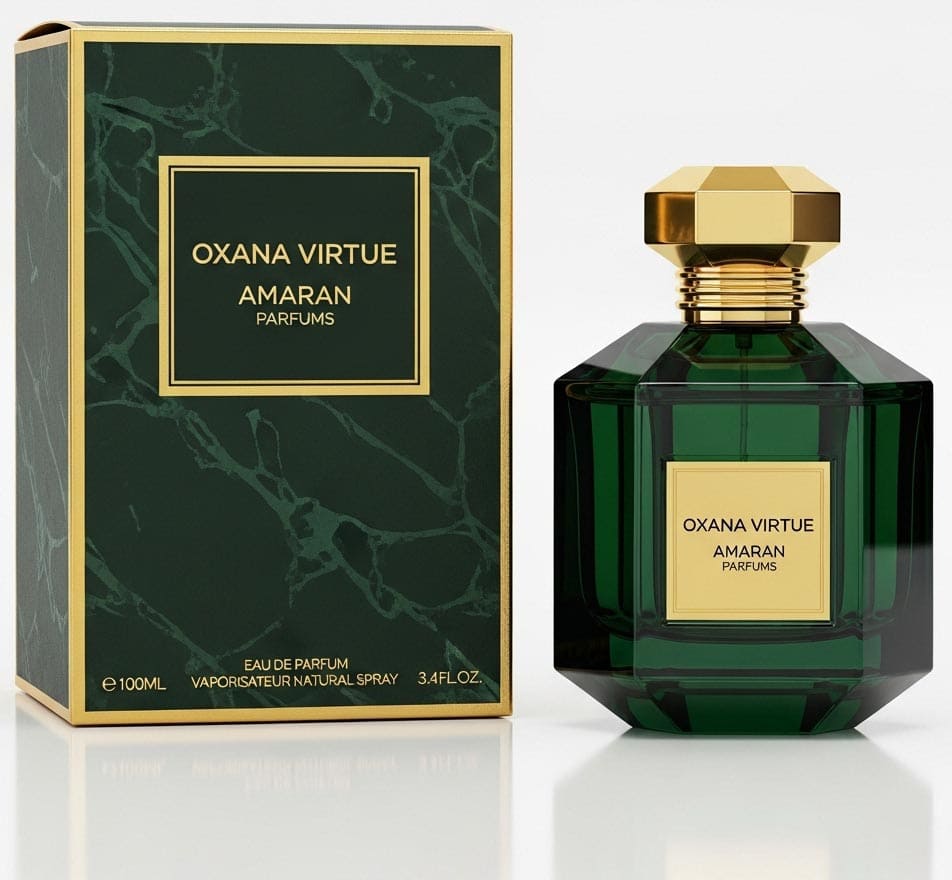 OXANA VIRTUE
AMARAN
PARFUMS
EAU DE PARFUM
℮ 100ML
VAPORISATEUR NATURAL SPRAY
3.4FL.OZ.
OXANA VIRTUE
AMARAN
PARFUMS